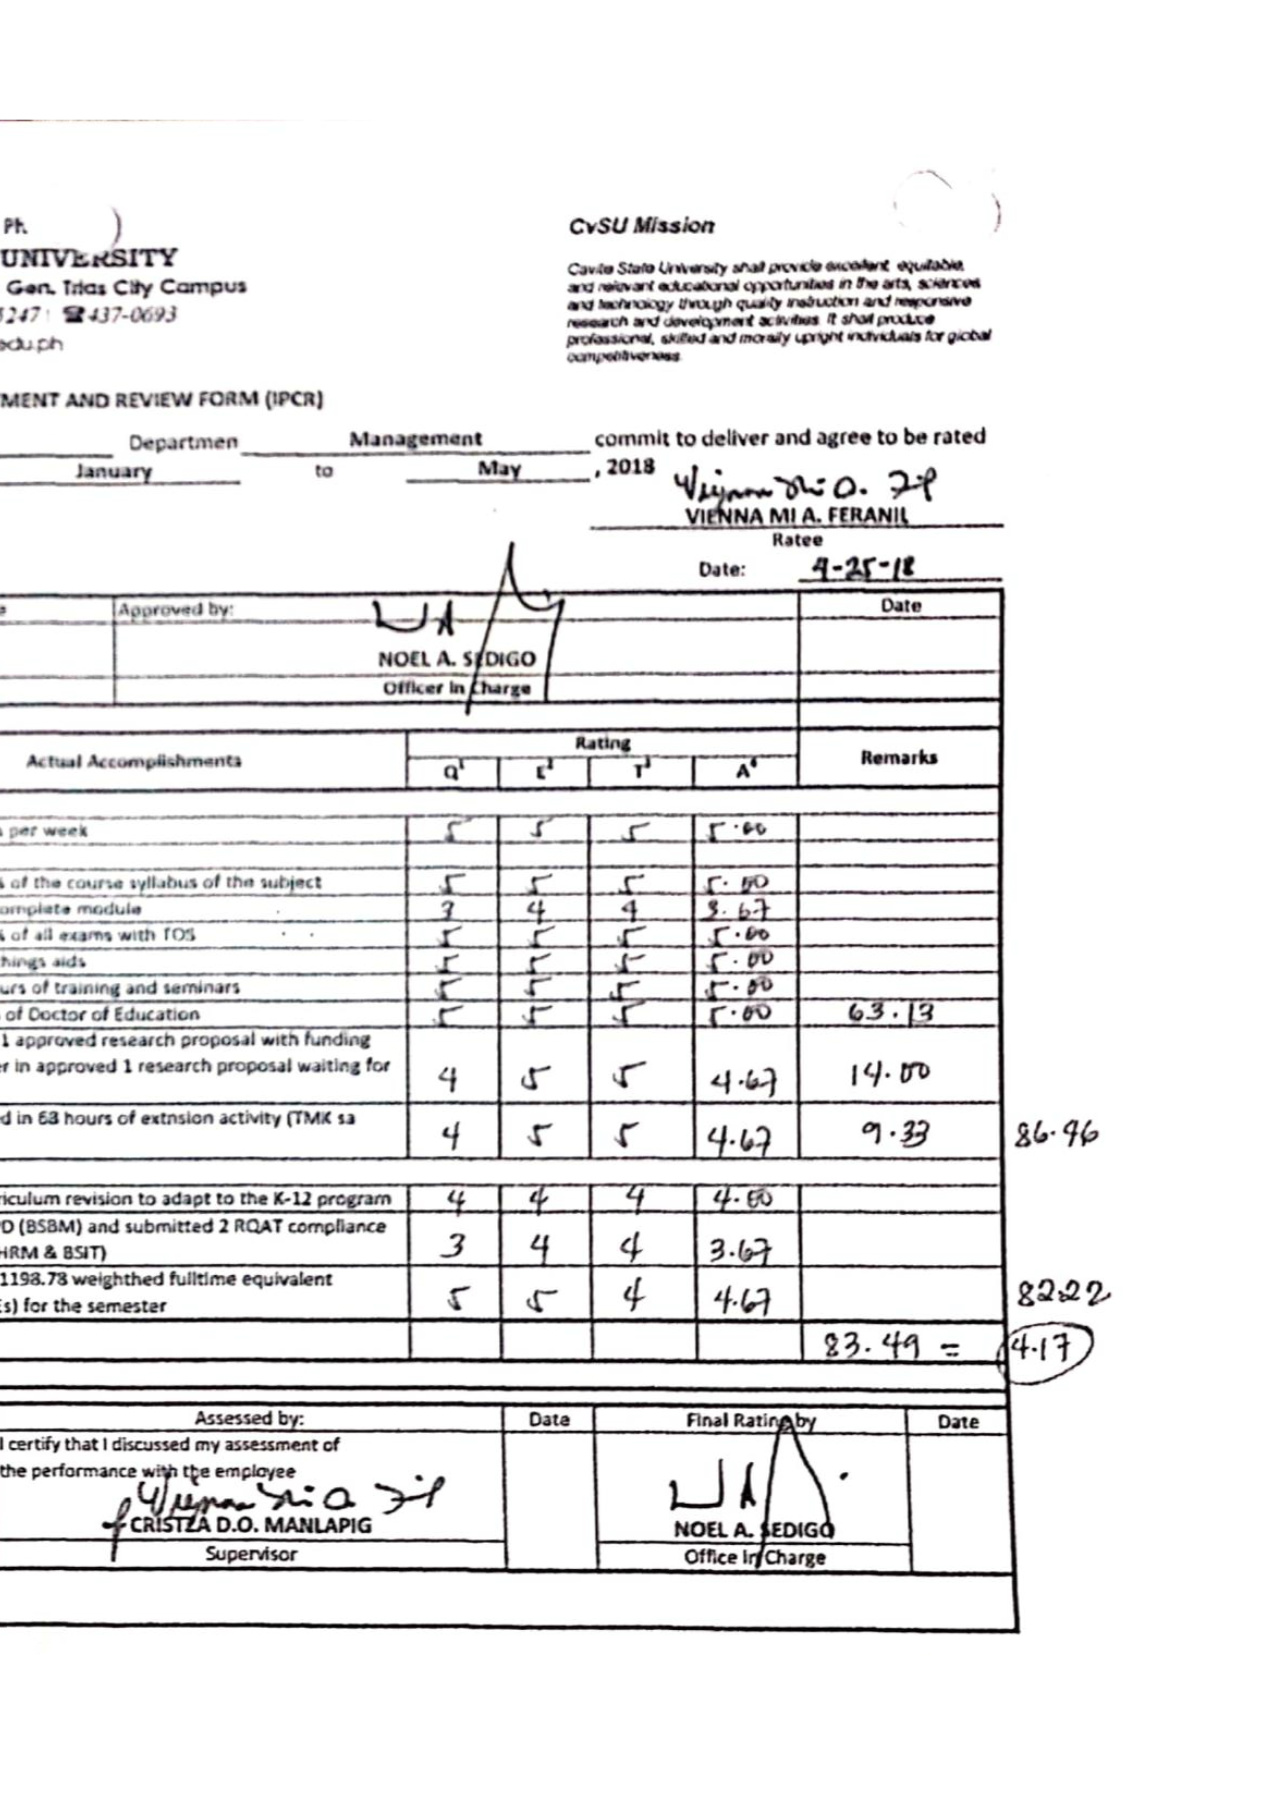 Ph.
CvSU Mission
UNIVERSITY
Gen. Trias City Campus
437-0693
edu.ph
Cavite State University shall provide excellent, equitable,
and relevant educational opportunities in the arts, sciences
and technology through quality instruction and responsive
research and development activities. It shall produce
professional, skilled and morally upright individuals for global
competitiveness.
MENT AND REVIEW FORM (IPCR)
Departmen Management commit to deliver and agree to be rated
January to May , 2018
VIENNA MI A. FERANIL
Ratee
Date: 4-25-18
Approved by: Date
NOEL A. SEDIGO
Officer In Charge
Actual Accomplishments Rating Remarks
Q¹ E² T³ A⁴
per week 5 5 5 5.00
of the course syllabus of the subject 5 5 5 5.00
omplete module 3 4 4 3.67
of all exams with TOS 5 5 5 5.00
hings aids 5 5 5 5.00
urs of training and seminars 5 5 5 5.00
of Doctor of Education 5 5 5 5.00 63.13
1 approved research proposal with funding
r in approved 1 research proposal waiting for 4 5 5 4.67 14.00
d in 63 hours of extnsion activity (TMK sa 4 5 5 4.67 9.33 86.46
iculum revision to adapt to the K-12 program 4 4 4 4.00
D (BSBM) and submitted 2 RQAT compliance
HRM & BSIT) 3 4 4 3.67
1198.78 weighthed fulltime equivalent
s) for the semester 5 5 4 4.67 82.22
83.49 = 4.17
Assessed by: Date Final Rating by Date
I certify that I discussed my assessment of
the performance with the employee
CRISTZA D.O. MANLAPIG NOEL A. SEDIGO
Supervisor Office In Charge